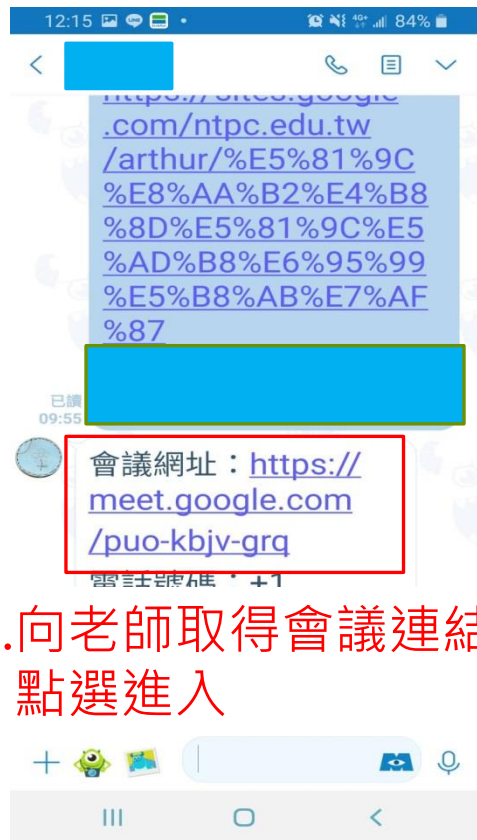 12:15
4G+
84%
https://sites.google
.com/ntpc.edu.tw
/arthur/%E5%81%9C
%E8%AA%B2%E4%B8
%8D%E5%81%9C%E5
%AD%B8%E6%95%99
%E5%B8%AB%E7%AF
%87
已讀
09:55
會議網址：https://
meet.google.com
/puo-kbjv-grq
電話號碼：+1
.向老師取得會議連結
點選進入